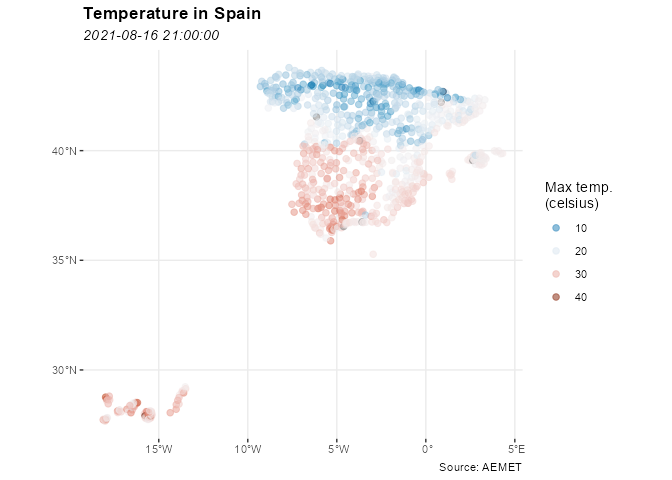 Temperature in Spain
2021-08-16 21:00:00
40°N
35°N
30°N
15°W
10°W
5°W
0°
5°E
Max temp.
(celsius)
10
20
30
40
Source: AEMET